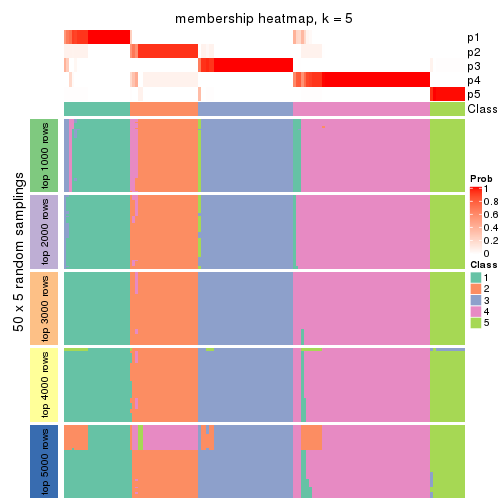 membership heatmap, k = 5
p1
p2
p3
p4
p5
Class
50 x 5 random samplings
top 1000 rows
top 2000 rows
top 3000 rows
top 4000 rows
top 5000 rows
Prob
1
0.8
0.6
0.4
0.2
0
Class
1
2
3
4
5